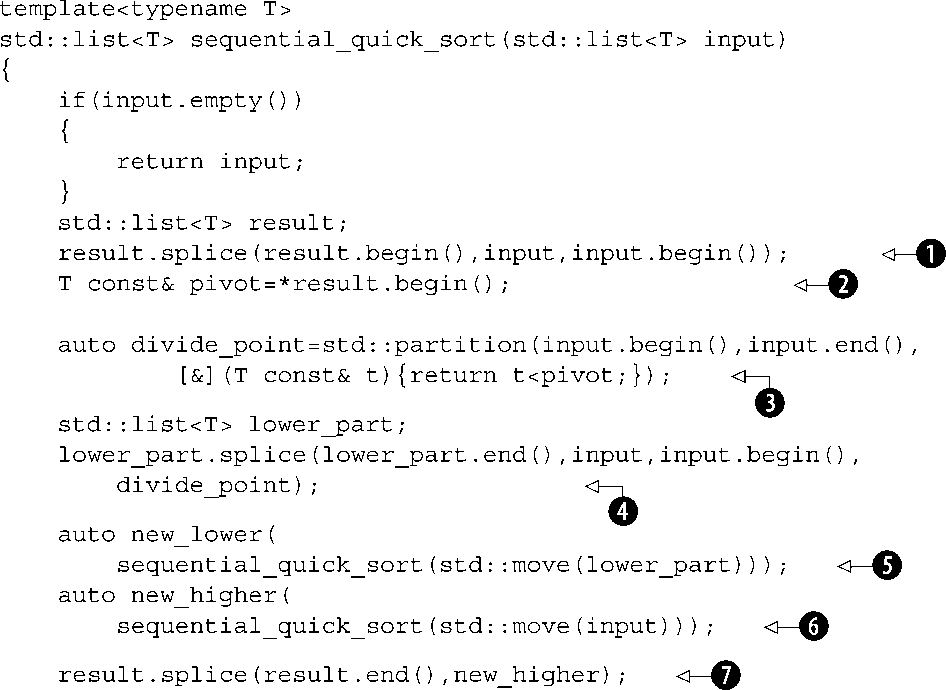 template<typename T>
std::list<T> sequential_quick_sort(std::list<T> input)
{
    if(input.empty())
    {
        return input;
    }
    std::list<T> result;
    result.splice(result.begin(),input,input.begin()); 1
    T const& pivot=*result.begin(); 2
    auto divide_point=std::partition(input.begin(),input.end(),
            [&](T const& t){return t<pivot;}); 3
    std::list<T> lower_part;
    lower_part.splice(lower_part.end(),input,input.begin(),
        divide_point); 4
    auto new_lower(
        sequential_quick_sort(std::move(lower_part))); 5
    auto new_higher(
        sequential_quick_sort(std::move(input))); 6
    result.splice(result.end(),new_higher); 7